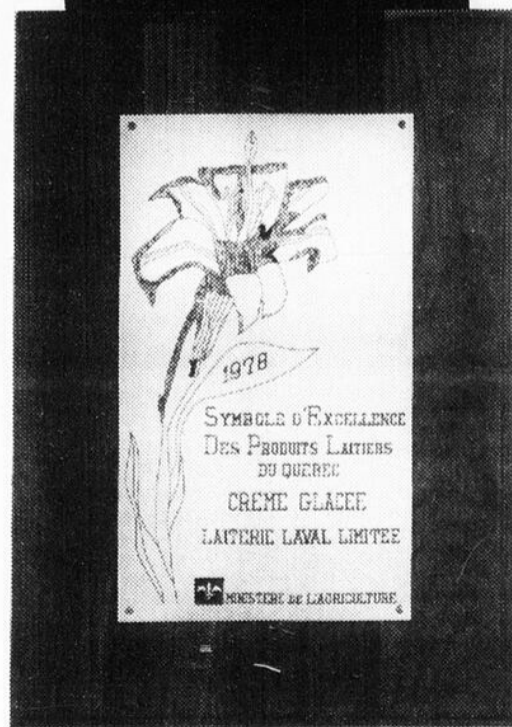 1978
SYMBOLE D'EXCELLENCE
DES PRODUITS LAITIERS
DU QUEBEC
CREME GLACEE
LAITERIE LAVAL LIMITEE
MINISTERE DE L'AGRICULTURE